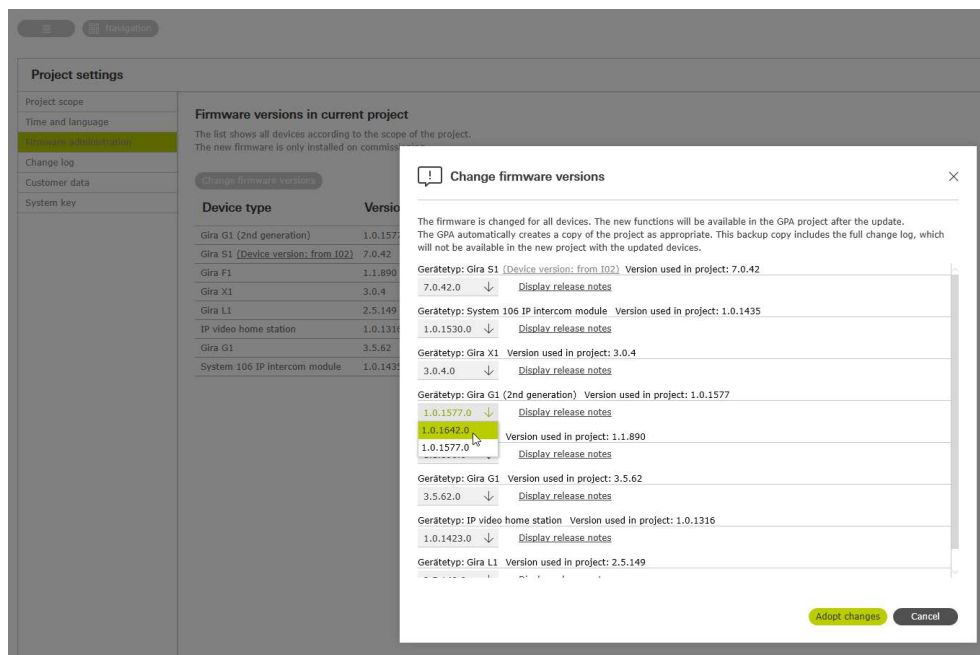 Navigation
Project settings
Project scope
Time and language
Firmware administration
Change log
Customer data
System key
Firmware versions in current project
The list shows all devices according to the scope of the project.
The new firmware is only installed on commiss
Change firmware versions
Device type Versio
Gira G1 (2nd generation) 1.0.157
Gira S1 (Device version: from I02) 7.0.42
Gira F1 1.1.890
Gira X1 3.0.4
Gira L1 2.5.149
IP video home station 1.0.1316
Gira G1 3.5.62
System 106 IP intercom module 1.0.1435
Change firmware versions
The firmware is changed for all devices. The new functions will be available in the GPA project after the update.
The GPA automatically creates a copy of the project as appropriate. This backup copy includes the full change log, which
will not be available in the new project with the updated devices.
Gerätetyp: Gira S1 (Device version: from I02) Version used in project: 7.0.42
7.0.42.0 Display release notes
Gerätetyp: System 106 IP intercom module Version used in project: 1.0.1435
1.0.1530.0 Display release notes
Gerätetyp: Gira X1 Version used in project: 3.0.4
3.0.4.0 Display release notes
Gerätetyp: Gira G1 (2nd generation) Version used in project: 1.0.1577
1.0.1577.0 Display release notes
1.0.1642.0
Version used in project: 1.1.890
1.0.1577.0
Display release notes
Gerätetyp: Gira G1 Version used in project: 3.5.62
3.5.62.0 Display release notes
Gerätetyp: IP video home station Version used in project: 1.0.1316
1.0.1423.0 Display release notes
Gerätetyp: Gira L1 Version used in project: 2.5.149
Adopt changes Cancel